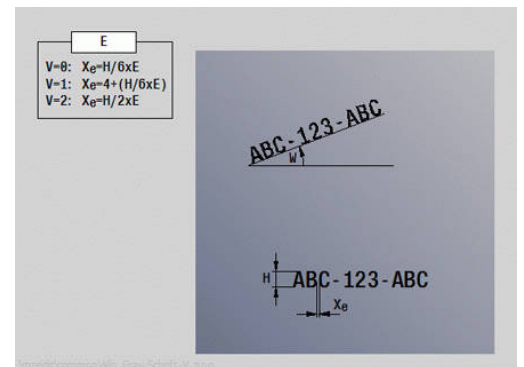 E
V=0: Xe=H/6xE
V=1: Xe=4+(H/6xE)
V=2: Xe=H/2xE
ABC-123-ABC
W
H
ABC-123-ABC
Xe